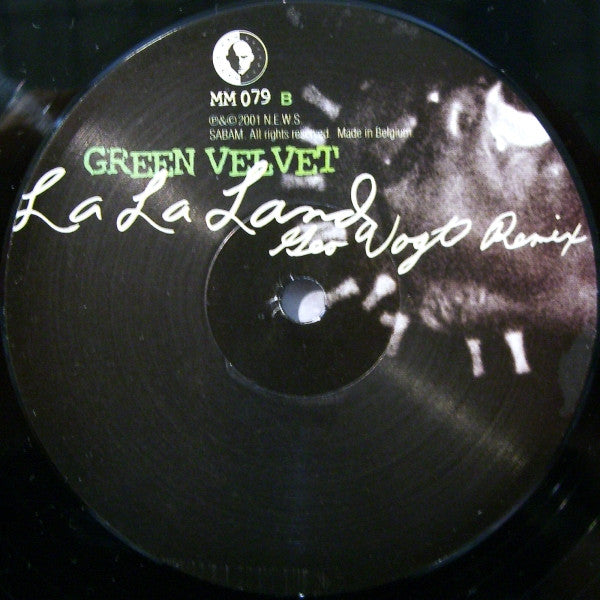 MM 079 B
℗&© 2001 N.E.W.S.
SABAM. All rights reserved. Made in Belgium
GREEN VELVET
La La Land
Geo Vogt Remix